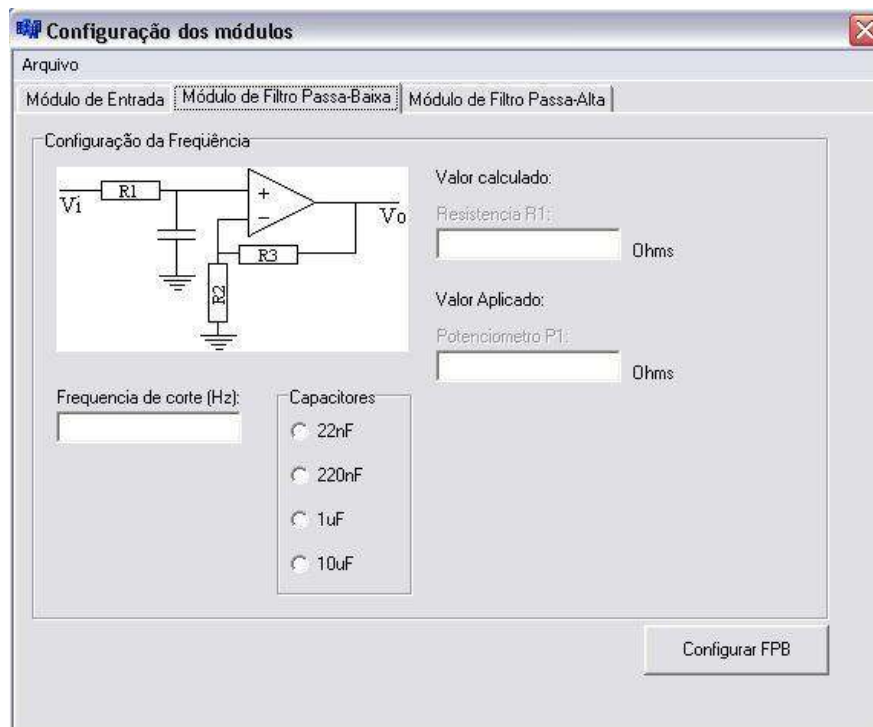 Configuração dos módulos
Arquivo
Módulo de Entrada
Módulo de Filtro Passa-Baixa
Módulo de Filtro Passa-Alta
Configuração da Freqüência
Vi
R1
+
−
Vo
R3
R2
Valor calculado:
Resistencia R1:
Ohms
Valor Aplicado:
Potenciometro P1:
Ohms
Frequencia de corte (Hz):
Capacitores
22nF
220nF
1uF
10uF
Configurar FPB